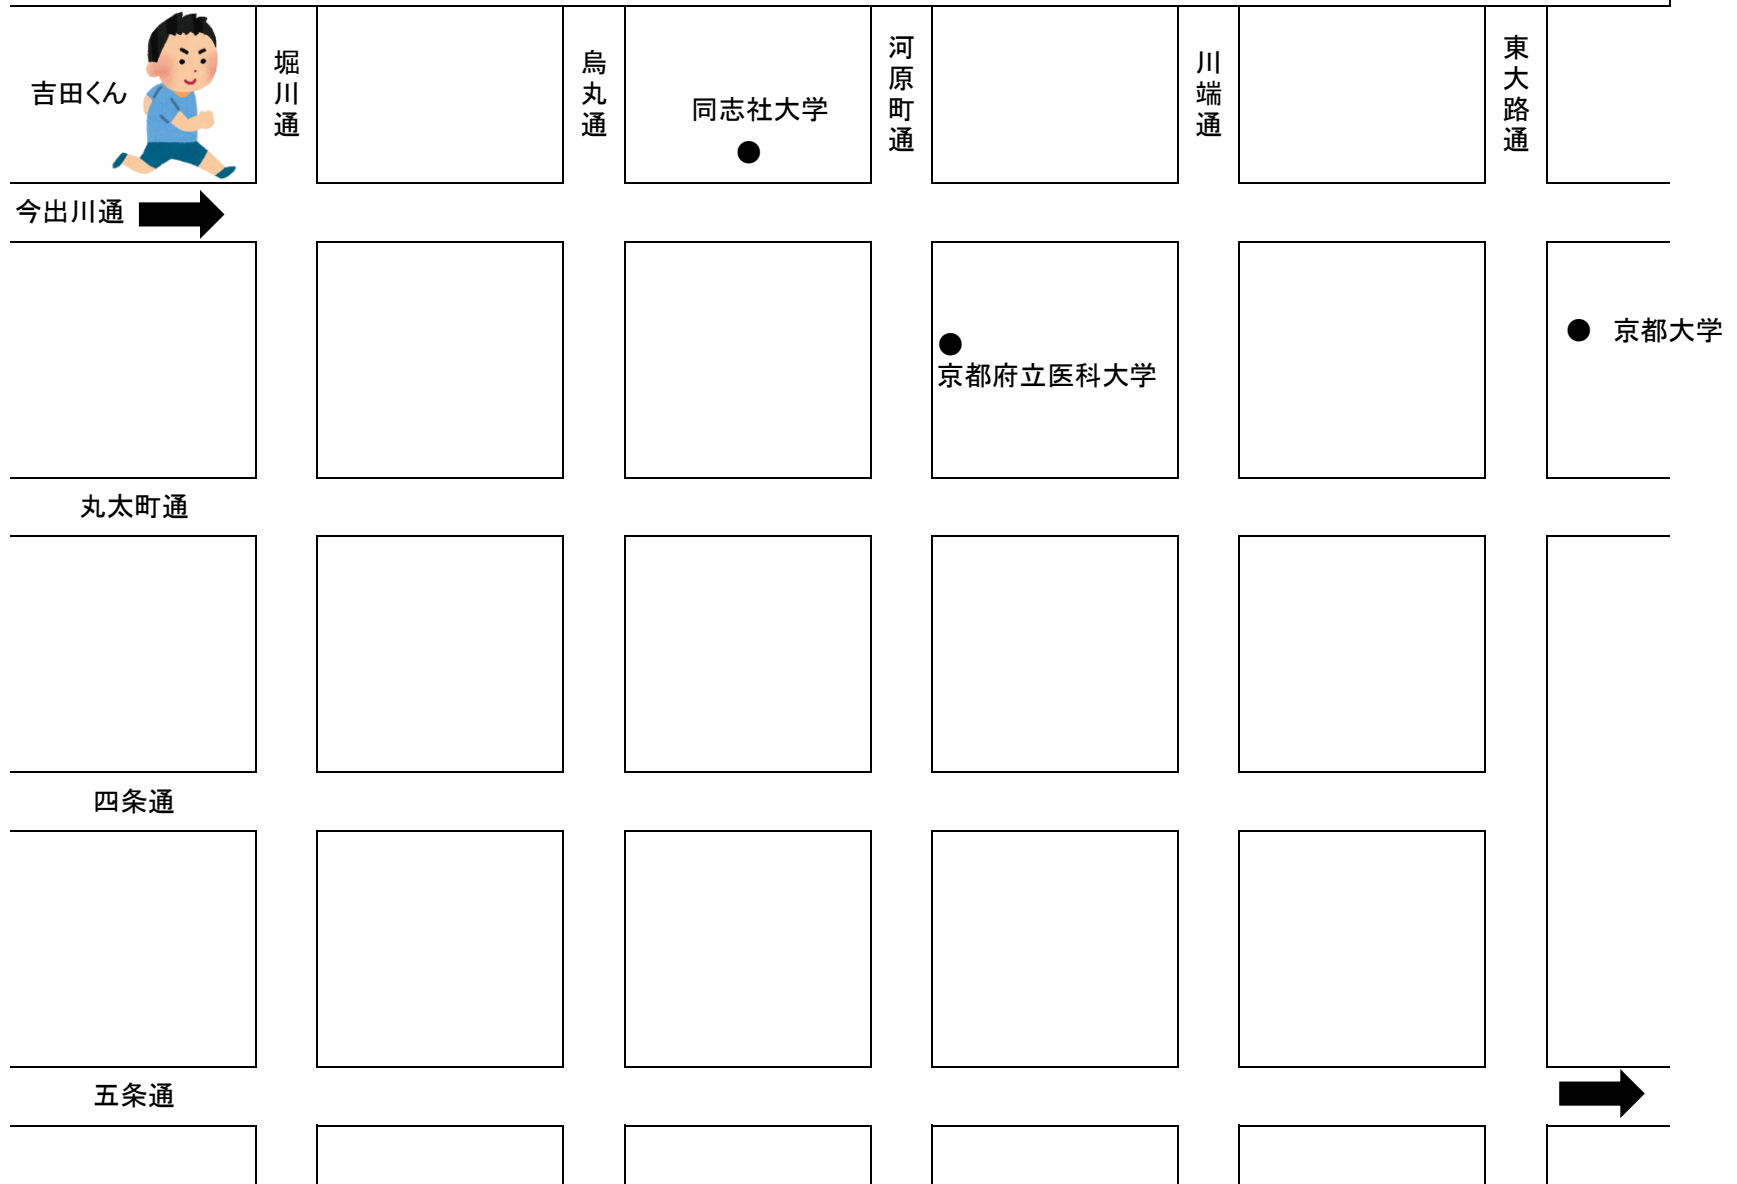 吉田くん
堀川通
烏丸通
同志社大学
河原町通
川端通
東大路通
今出川通
京都府立医科大学
京都大学
丸太町通
四条通
五条通